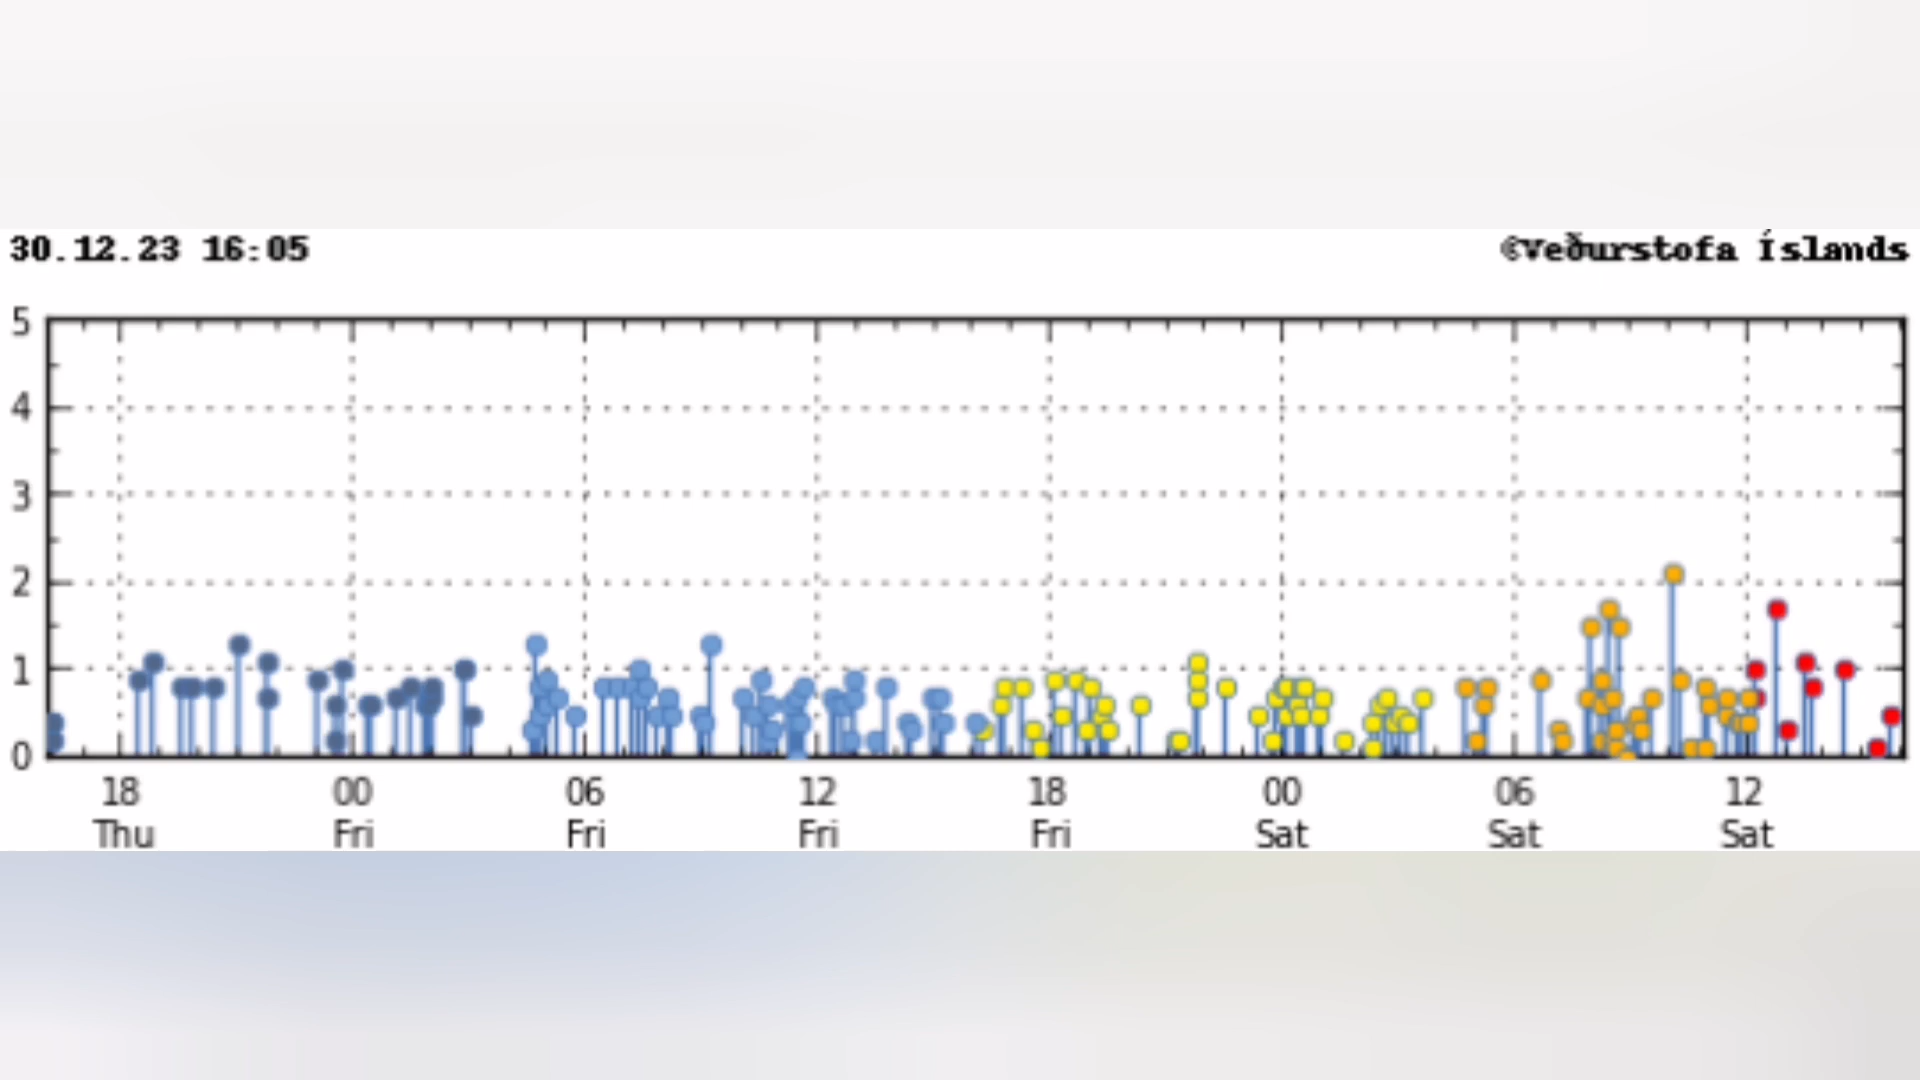 30.12.23 16:05
©Veðurstofa Íslands
5
4
3
2
1
0
18 00 06 12 18 00 06 12
Thu Fri Fri Fri Fri Sat Sat Sat